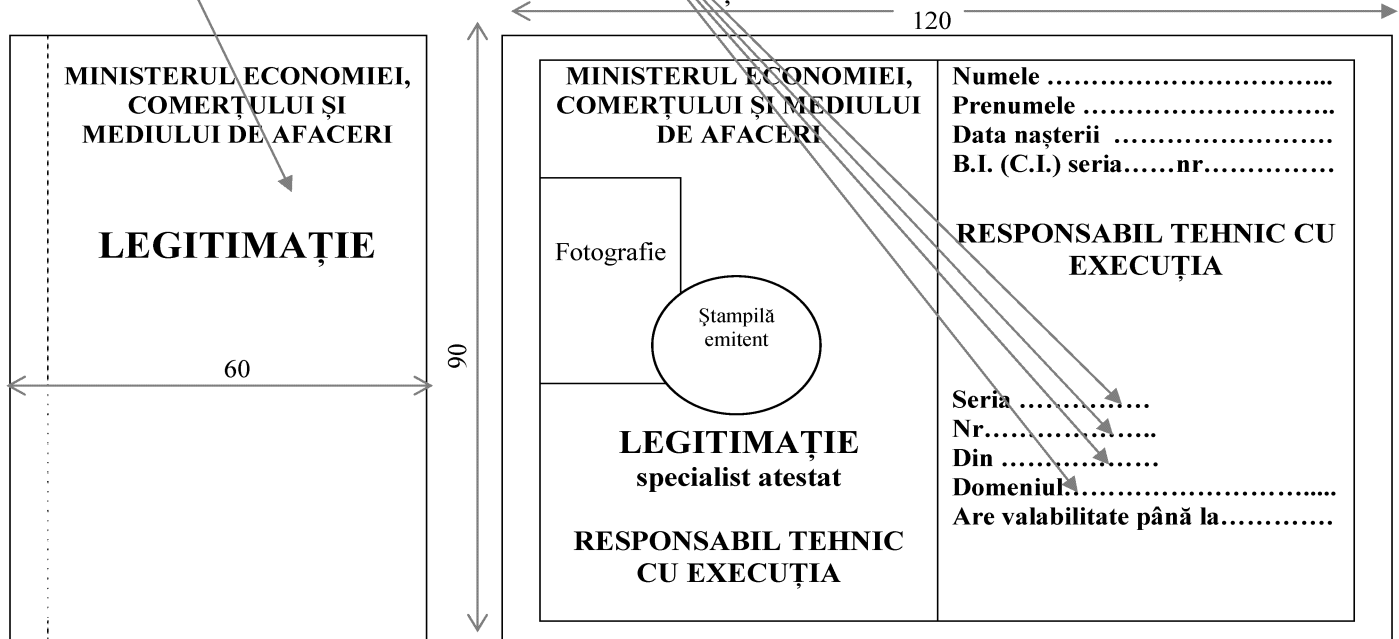 120
MINISTERUL ECONOMIEI,
COMERȚULUI ȘI
MEDIULUI DE AFACERI
LEGITIMAȚIE
60
90
MINISTERUL ECONOMIEI,
COMERȚULUI ȘI MEDIULUI
DE AFACERI
Fotografie
Ştampilă
emitent
LEGITIMAȚIE
specialist atestat
RESPONSABIL TEHNIC
CU EXECUȚIA
Numele …………………………...
Prenumele ……………………….
Data nașterii …………………….
B.I. (C.I.) seria……nr……………
RESPONSABIL TEHNIC CU
EXECUȚIA
Seria ……………
Nr………………..
Din ………………
Domeniul……………………….....
Are valabilitate până la………….